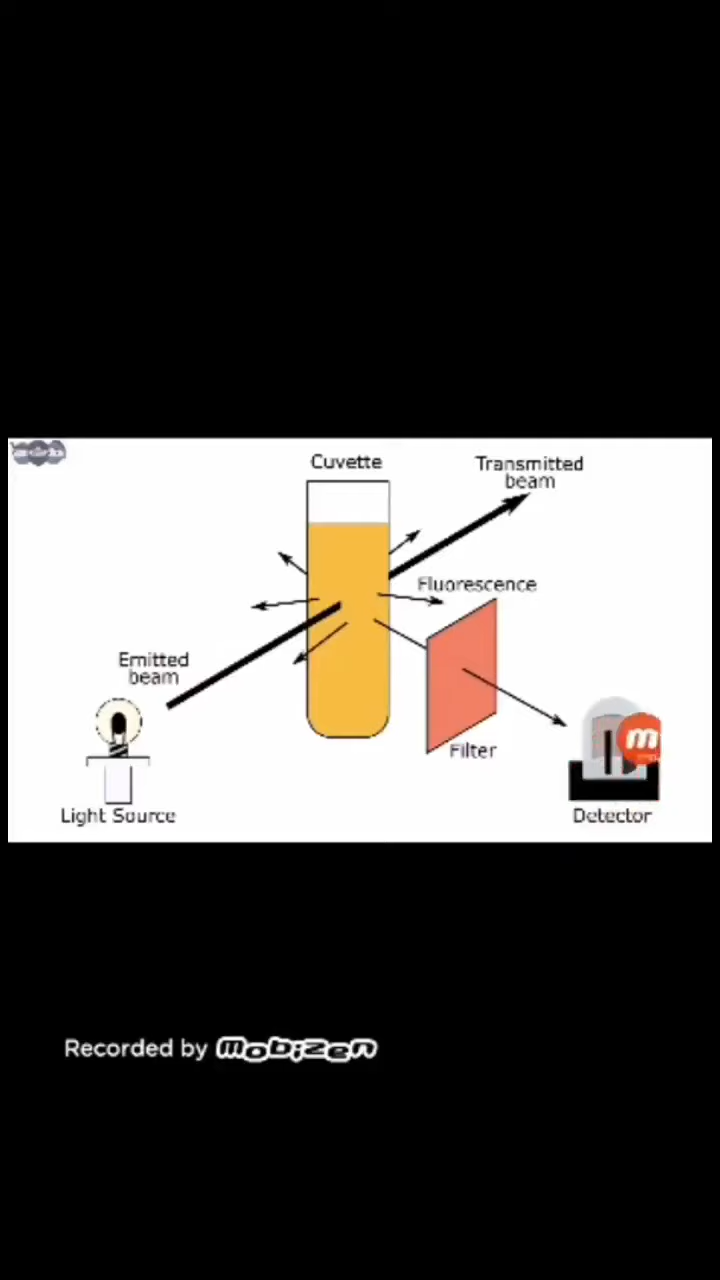 Cuvette
Transmitted
beam
Fluorescence
Emitted
beam
Filter
Light Source
Detector
m
Recorded by mobizen